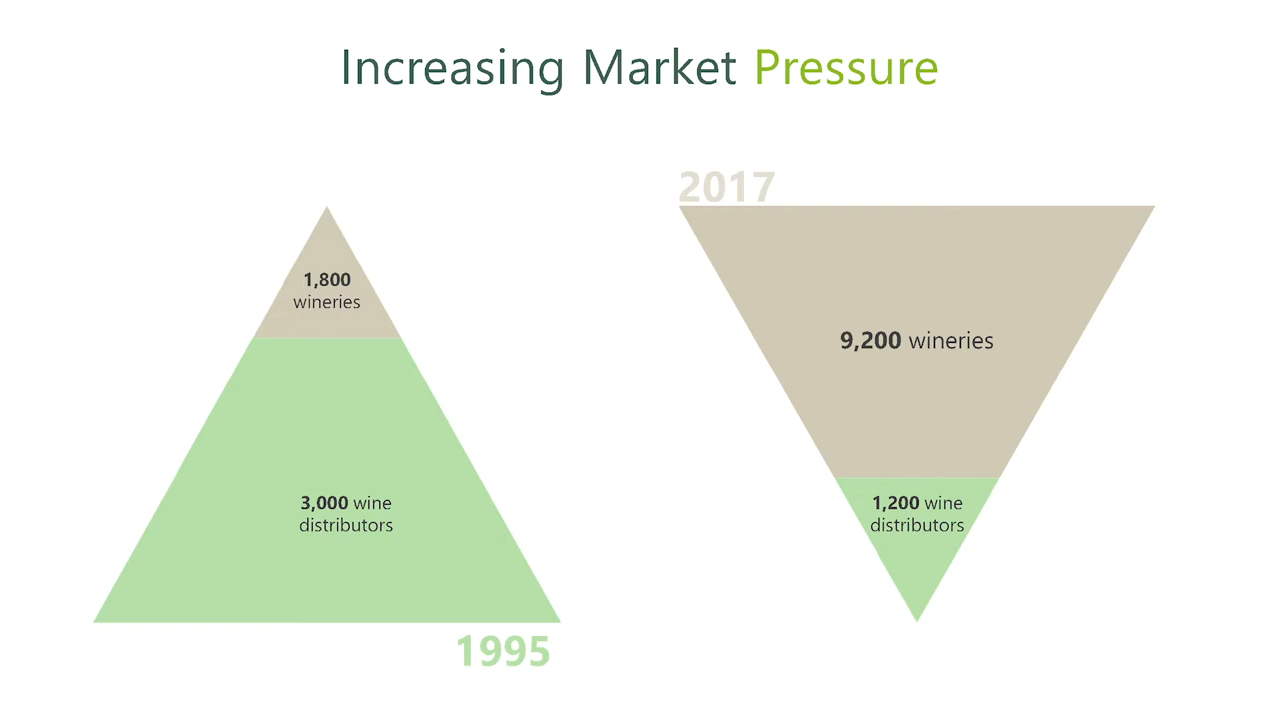 Increasing Market Pressure
1,800
wineries
3,000 wine
distributors
1995
2017
9,200 wineries
1,200 wine
distributors